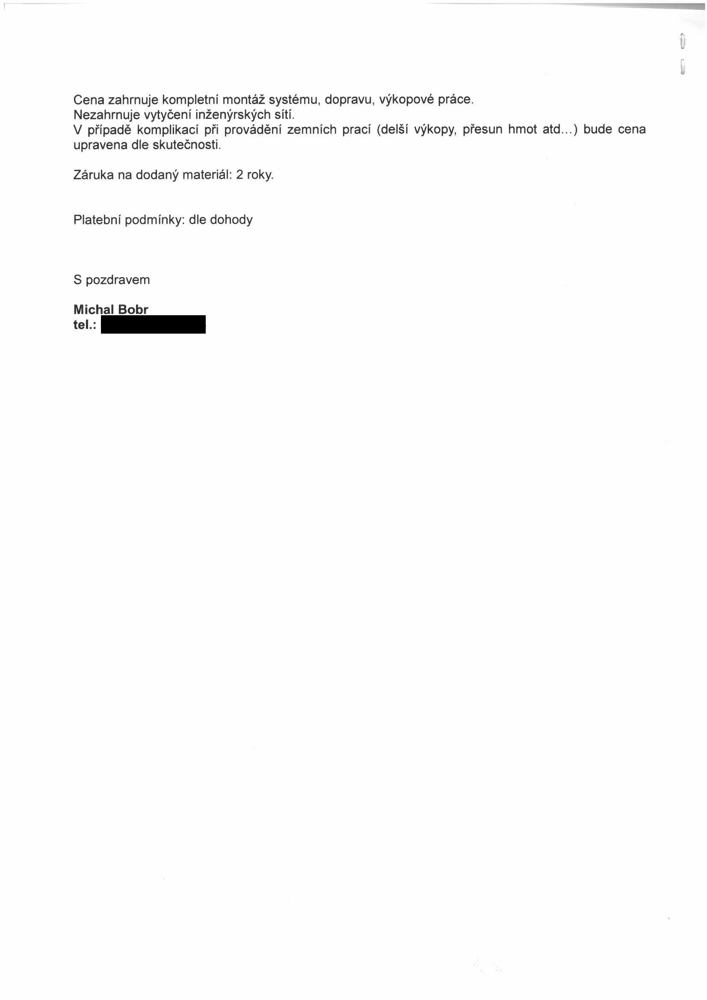 Cena zahrnuje kompletní montáž systému, dopravu, výkopové práce.
Nezahrnuje vytyčení inženýrských sítí.
V případě komplikací při provádění zemních prací (delší výkopy, přesun hmot atd...) bude cena
upravena dle skutečnosti.
Záruka na dodaný materiál: 2 roky.
Platební podmínky: dle dohody
S pozdravem
Michal Bobr
tel.: